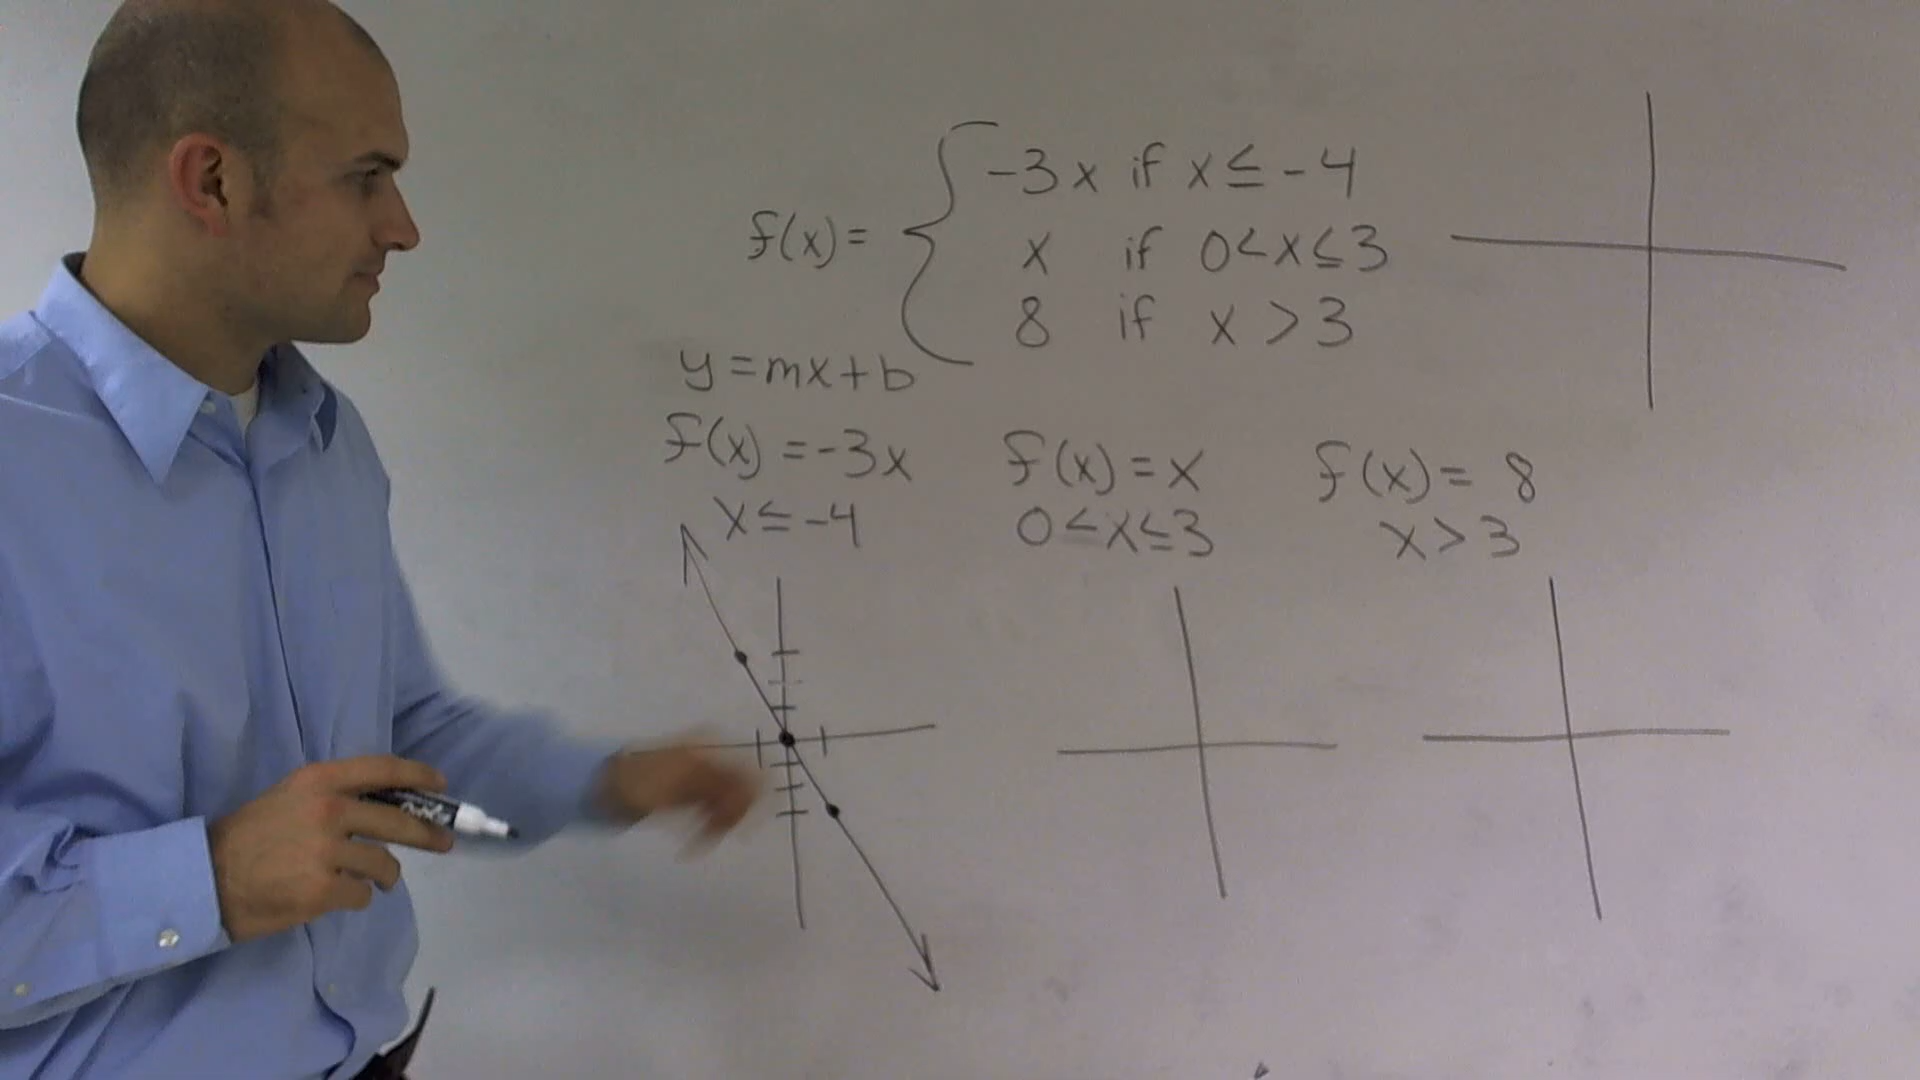 f(x) = { -3x if x ≤ -4
x if 0 < x ≤ 3
8 if x > 3
y = mx + b
f(x) = -3x
x ≤ -4
f(x) = x
0 < x ≤ 3
f(x) = 8
x > 3